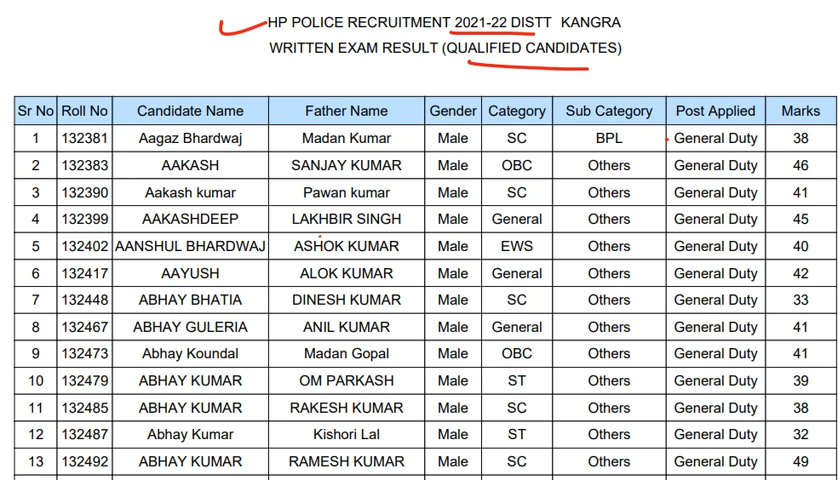 HP POLICE RECRUITMENT 2021-22 DISTT KANGRA
WRITTEN EXAM RESULT (QUALIFIED CANDIDATES)
Sr No Roll No Candidate Name Father Name Gender Category Sub Category Post Applied Marks
1 132381 Aagaz Bhardwaj Madan Kumar Male SC BPL General Duty 38
2 132383 AAKASH SANJAY KUMAR Male OBC Others General Duty 46
3 132390 Aakash kumar Pawan kumar Male SC Others General Duty 41
4 132399 AAKASHDEEP LAKHBIR SINGH Male General Others General Duty 45
5 132402 AANSHUL BHARDWAJ ASHOK KUMAR Male EWS Others General Duty 40
6 132417 AAYUSH ALOK KUMAR Male General Others General Duty 42
7 132448 ABHAY BHATIA DINESH KUMAR Male SC Others General Duty 33
8 132467 ABHAY GULERIA ANIL KUMAR Male General Others General Duty 41
9 132473 Abhay Koundal Madan Gopal Male OBC Others General Duty 41
10 132479 ABHAY KUMAR OM PARKASH Male ST Others General Duty 39
11 132485 ABHAY KUMAR RAKESH KUMAR Male SC Others General Duty 38
12 132487 Abhay Kumar Kishori Lal Male ST Others General Duty 32
13 132492 ABHAY KUMAR RAMESH KUMAR Male SC Others General Duty 49